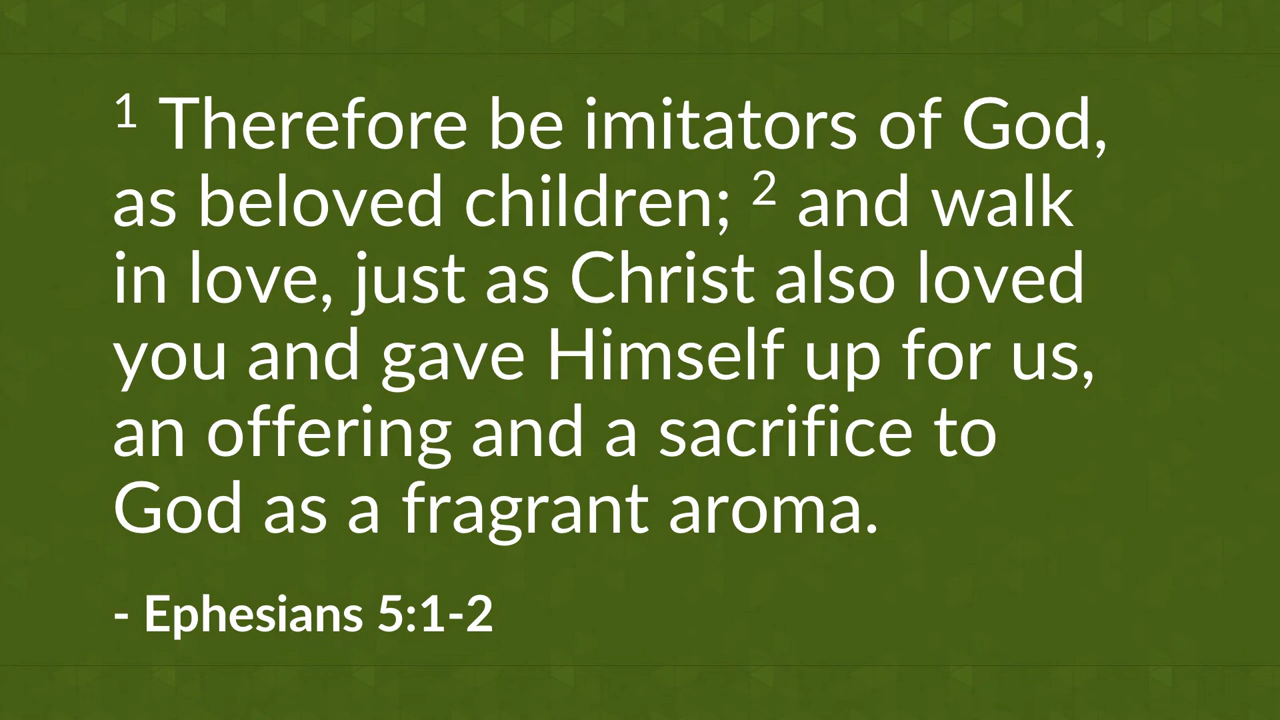 1 Therefore be imitators of God,
as beloved children; 2 and walk
in love, just as Christ also loved
you and gave Himself up for us,
an offering and a sacrifice to
God as a fragrant aroma.
- Ephesians 5:1-2